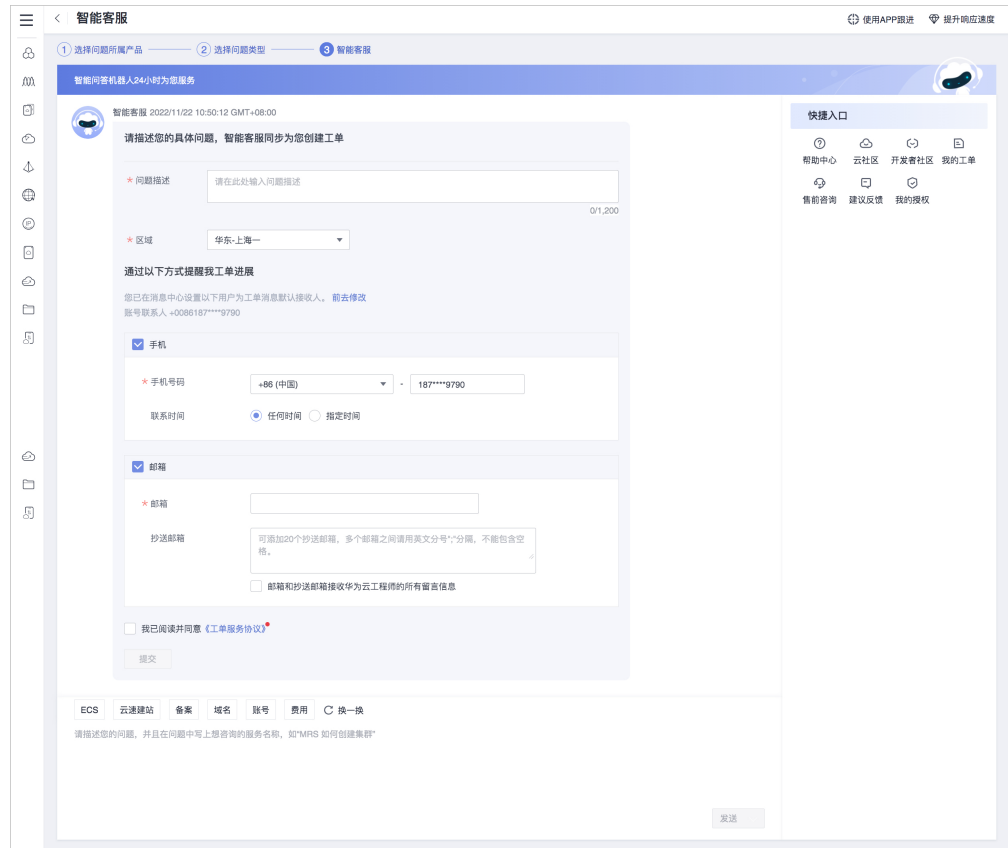 智能客服
使用APP跟进
提升响应速度
1 选择问题所属产品
2 选择问题类型
3 智能客服
智能问答机器人24小时为您服务
智能客服 2022/11/22 10:50:12 GMT+08:00
请描述您的具体问题，智能客服同步为您创建工单
* 问题描述
请在此处输入问题描述
0/1,200
* 区域
华东-上海一
通过以下方式提醒我工单进展
您已在消息中心设置以下用户为工单消息默认接收人。 前去修改
账号联系人 +0086187****9790
手机
* 手机号码
+86 (中国)
-
187****9790
联系时间
任何时间
指定时间
邮箱
* 邮箱
抄送邮箱
可添加20个抄送邮箱，多个邮箱之间请用英文分号";"分隔，不能包含空
格。
邮箱和抄送邮箱接收华为云工程师的所有留言信息
我已阅读并同意《工单服务协议》
提交
ECS
云速建站
备案
域名
账号
费用
换一换
请描述您的问题，并且在问题中写上想咨询的服务名称，如"MRS 如何创建集群"
发送
快捷入口
帮助中心
云社区
开发者社区
我的工单
售前咨询
建议反馈
我的授权
IP